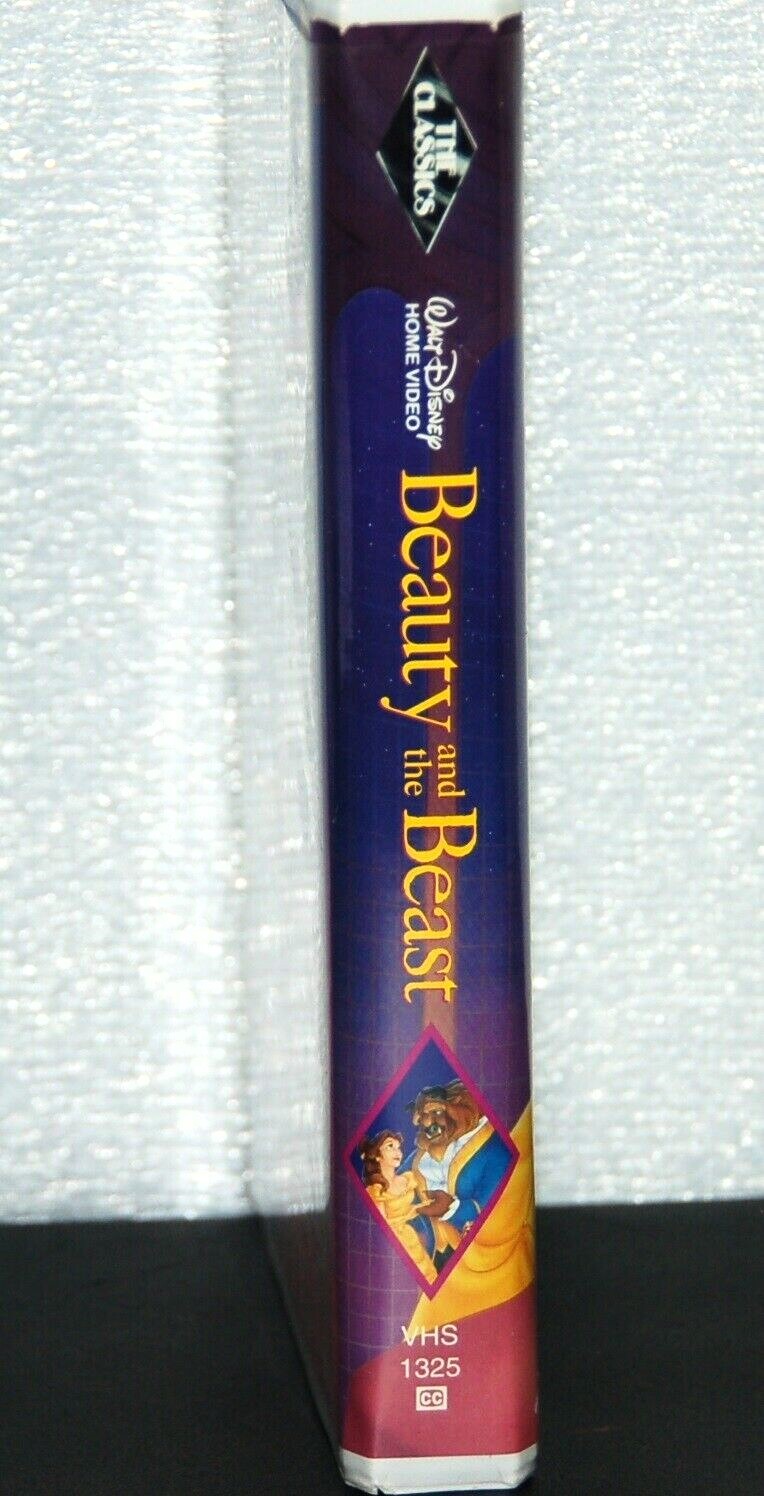 THE
CLASSICS
WALT DISNEY
HOME VIDEO
Beauty and the Beast
VHS
1325
CC